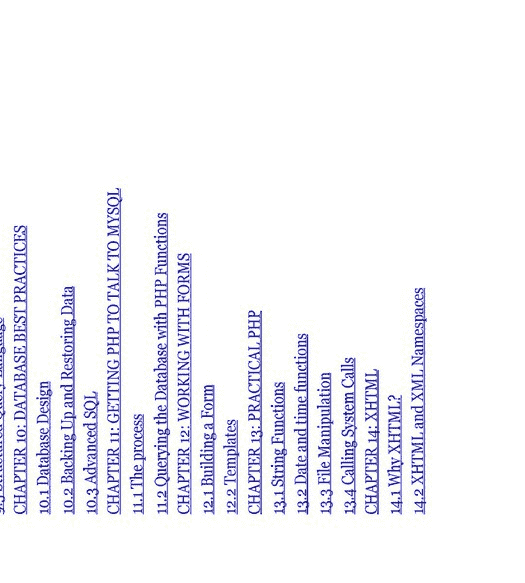 CHAPTER 10: DATABASE BEST PRACTICES
10.1 Database Design
10.2 Backing Up and Restoring Data
10.3 Advanced SQL
CHAPTER 11: GETTING PHP TO TALK TO MYSQL
11.1 The process
11.2 Querying the Database with PHP Functions
CHAPTER 12: WORKING WITH FORMS
12.1 Building a Form
12.2 Templates
CHAPTER 13: PRACTICAL PHP
13.1 String Functions
13.2 Date and time functions
13.3 File Manipulation
13.4 Calling System Calls
CHAPTER 14: XHTML
14.1 Why XHTML?
14.2 XHTML and XML Namespaces